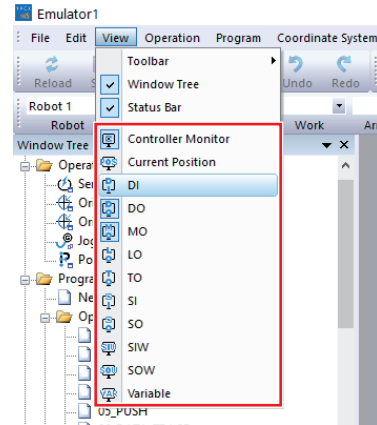 Emulator1
File Edit View Operation Program Coordinate System
Reload Undo Redo
Toolbar
Window Tree
Status Bar
Robot 1
Robot Work
Window Tree
Controller Monitor
Current Position
DI
DO
MO
LO
TO
SI
SO
SIW
SOW
Variable
05_PUSH